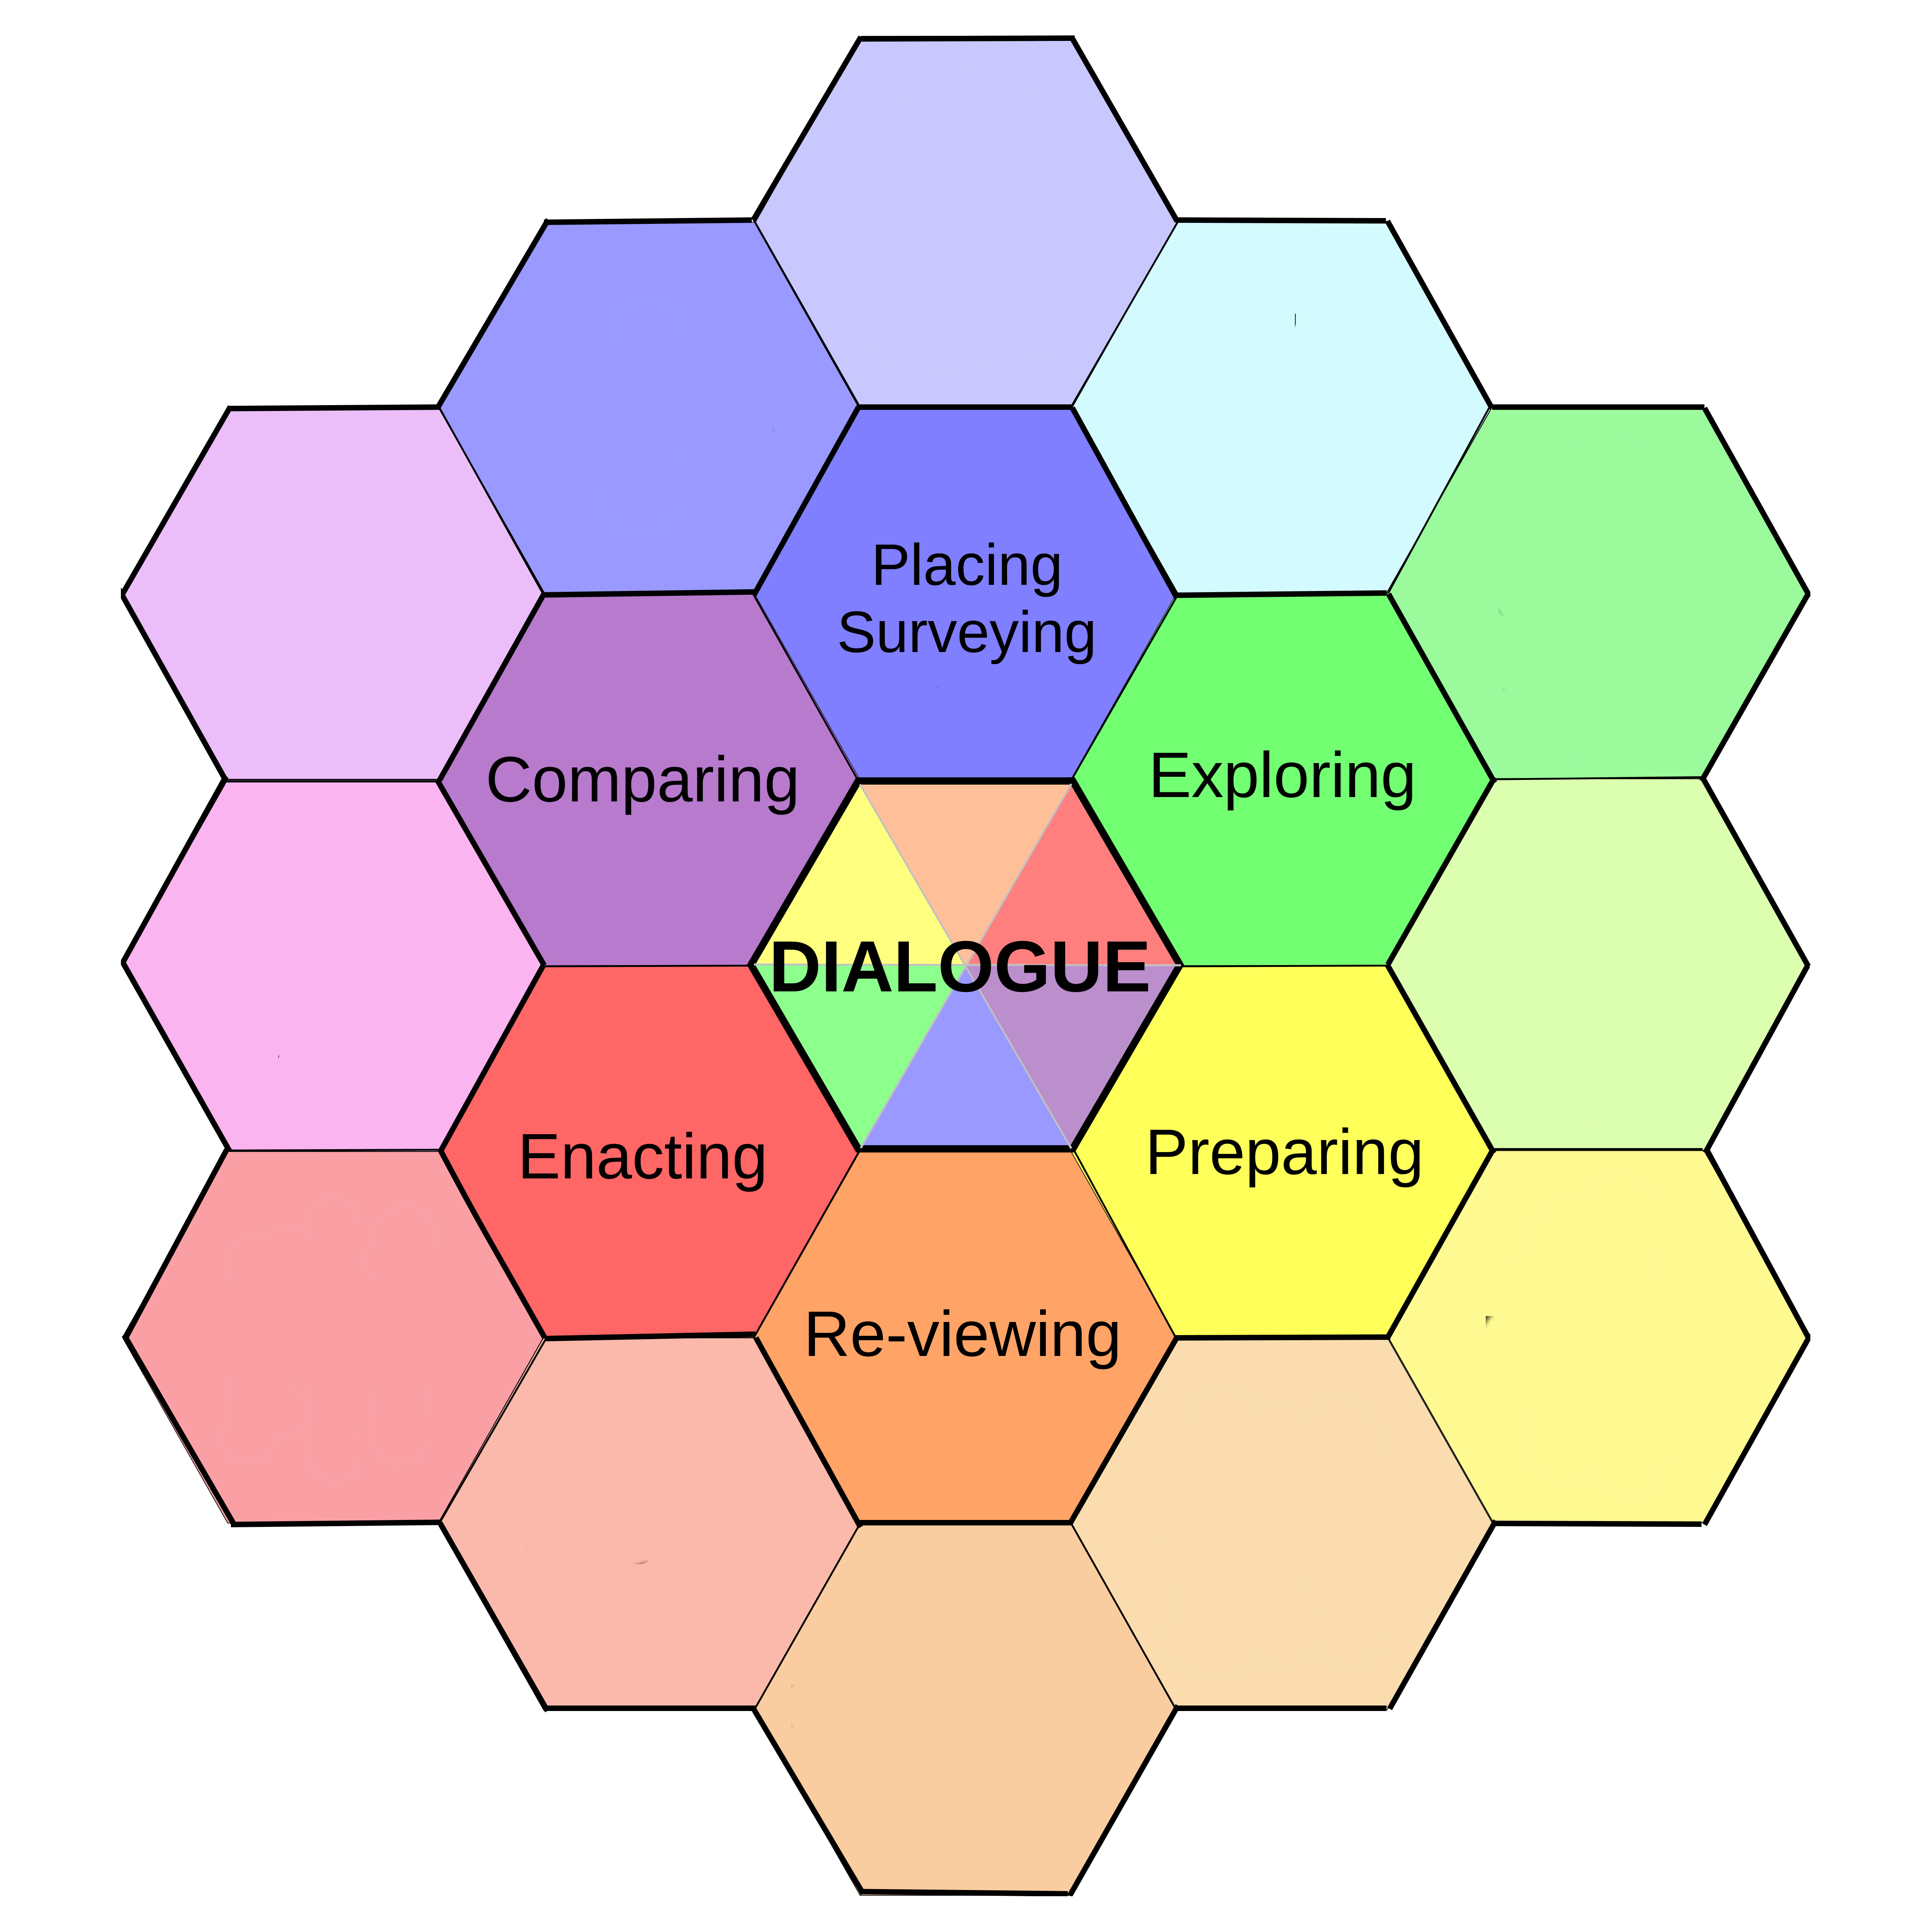 Placing
Surveying
Comparing
Exploring
DIALOGUE
Enacting
Preparing
Re-viewing